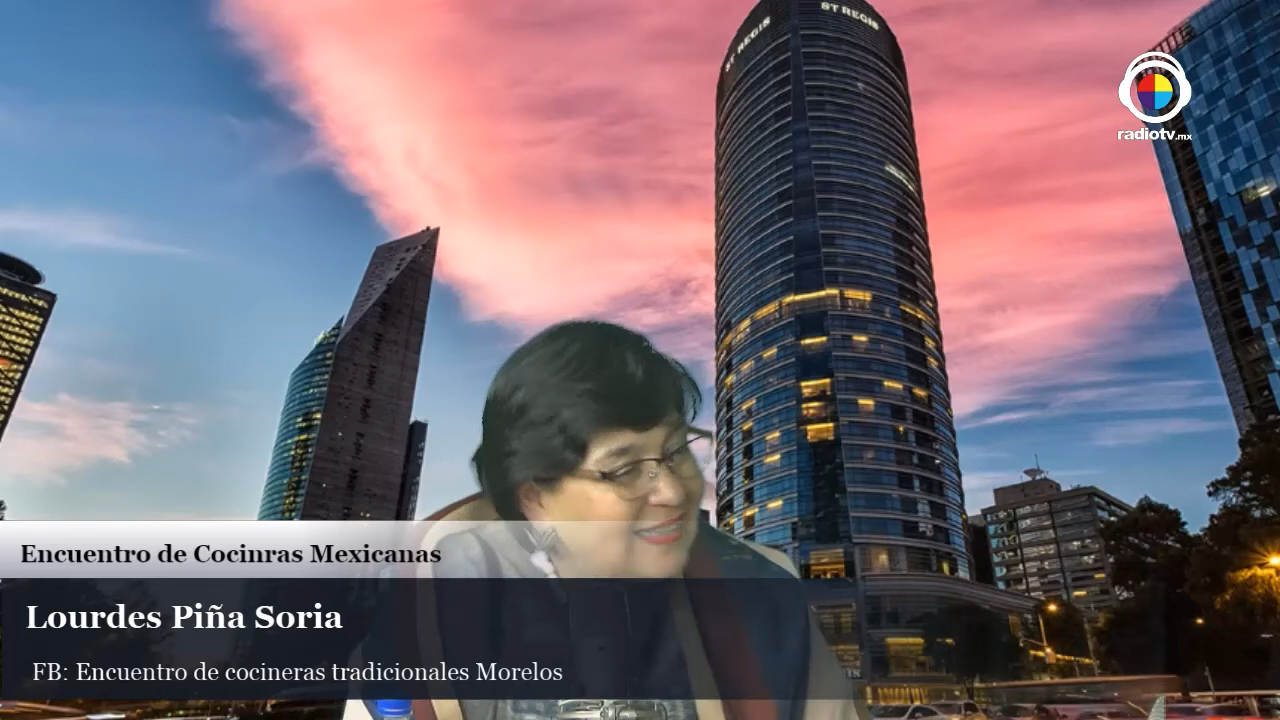 ST REGIS
ST REGIS
radiotv.mx
Encuentro de Cocinras Mexicanas
Lourdes Piña Soria
FB: Encuentro de cocineras tradicionales Morelos